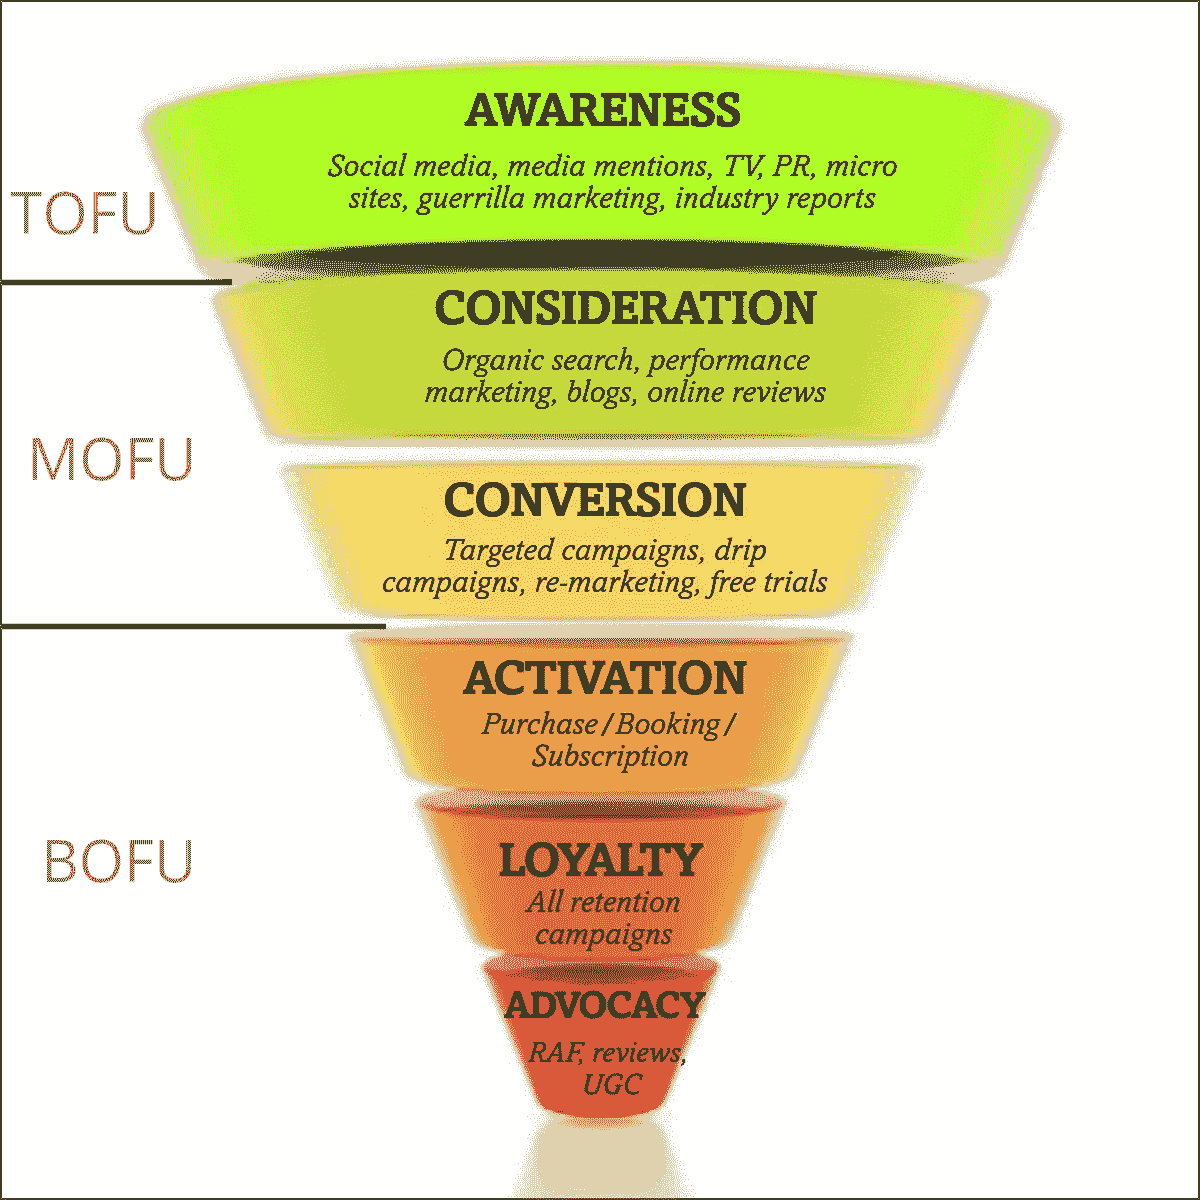 AWARENESS
Social media, media mentions, TV, PR, micro
sites, guerrilla marketing, industry reports
TOFU
CONSIDERATION
Organic search, performance
marketing, blogs, online reviews
MOFU
CONVERSION
Targeted campaigns, drip
campaigns, re-marketing, free trials
ACTIVATION
Purchase/Booking/
Subscription
BOFU
LOYALTY
All retention
campaigns
ADVOCACY
RAF, reviews,
UGC